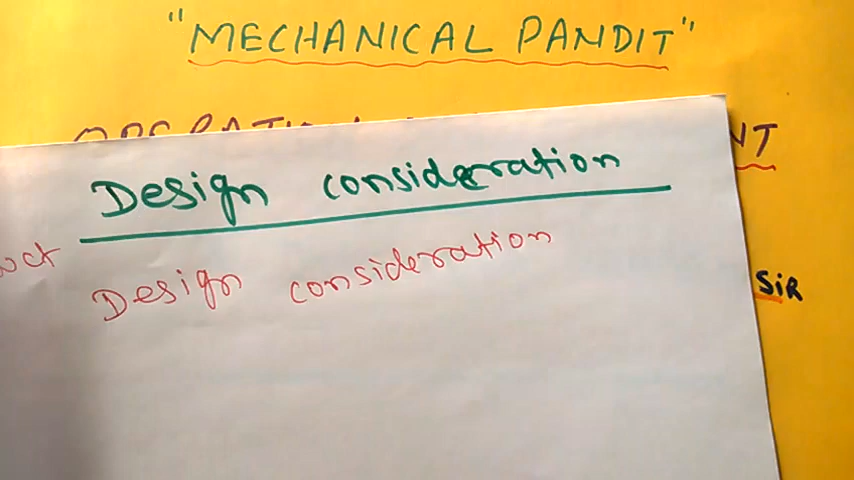 "MECHANICAL PANDIT"
Design consideration
Design consideration
SiR